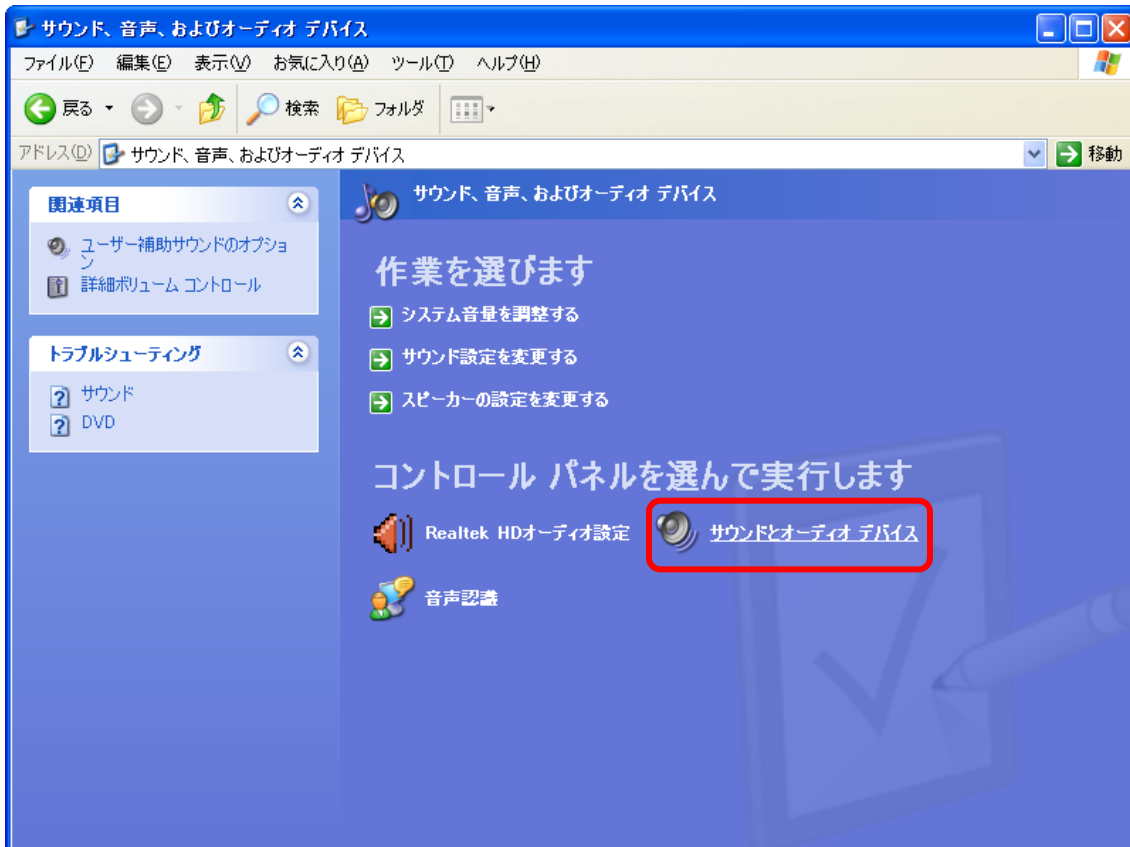 サウンド、音声、およびオーディオ デバイス
ファイル(F) 編集(E) 表示(V) お気に入り(A) ツール(T) ヘルプ(H)
戻る 検索 フォルダ
アドレス(D) サウンド、音声、およびオーディオ デバイス 移動
関連項目
ユーザー補助サウンドのオプショ
ン
詳細ボリューム コントロール
トラブルシューティング
サウンド
DVD
サウンド、音声、およびオーディオ デバイス
作業を選びます
システム音量を調整する
サウンド設定を変更する
スピーカーの設定を変更する
コントロール パネルを選んで実行します
Realtek HDオーディオ設定 サウンドとオーディオ デバイス
音声認識